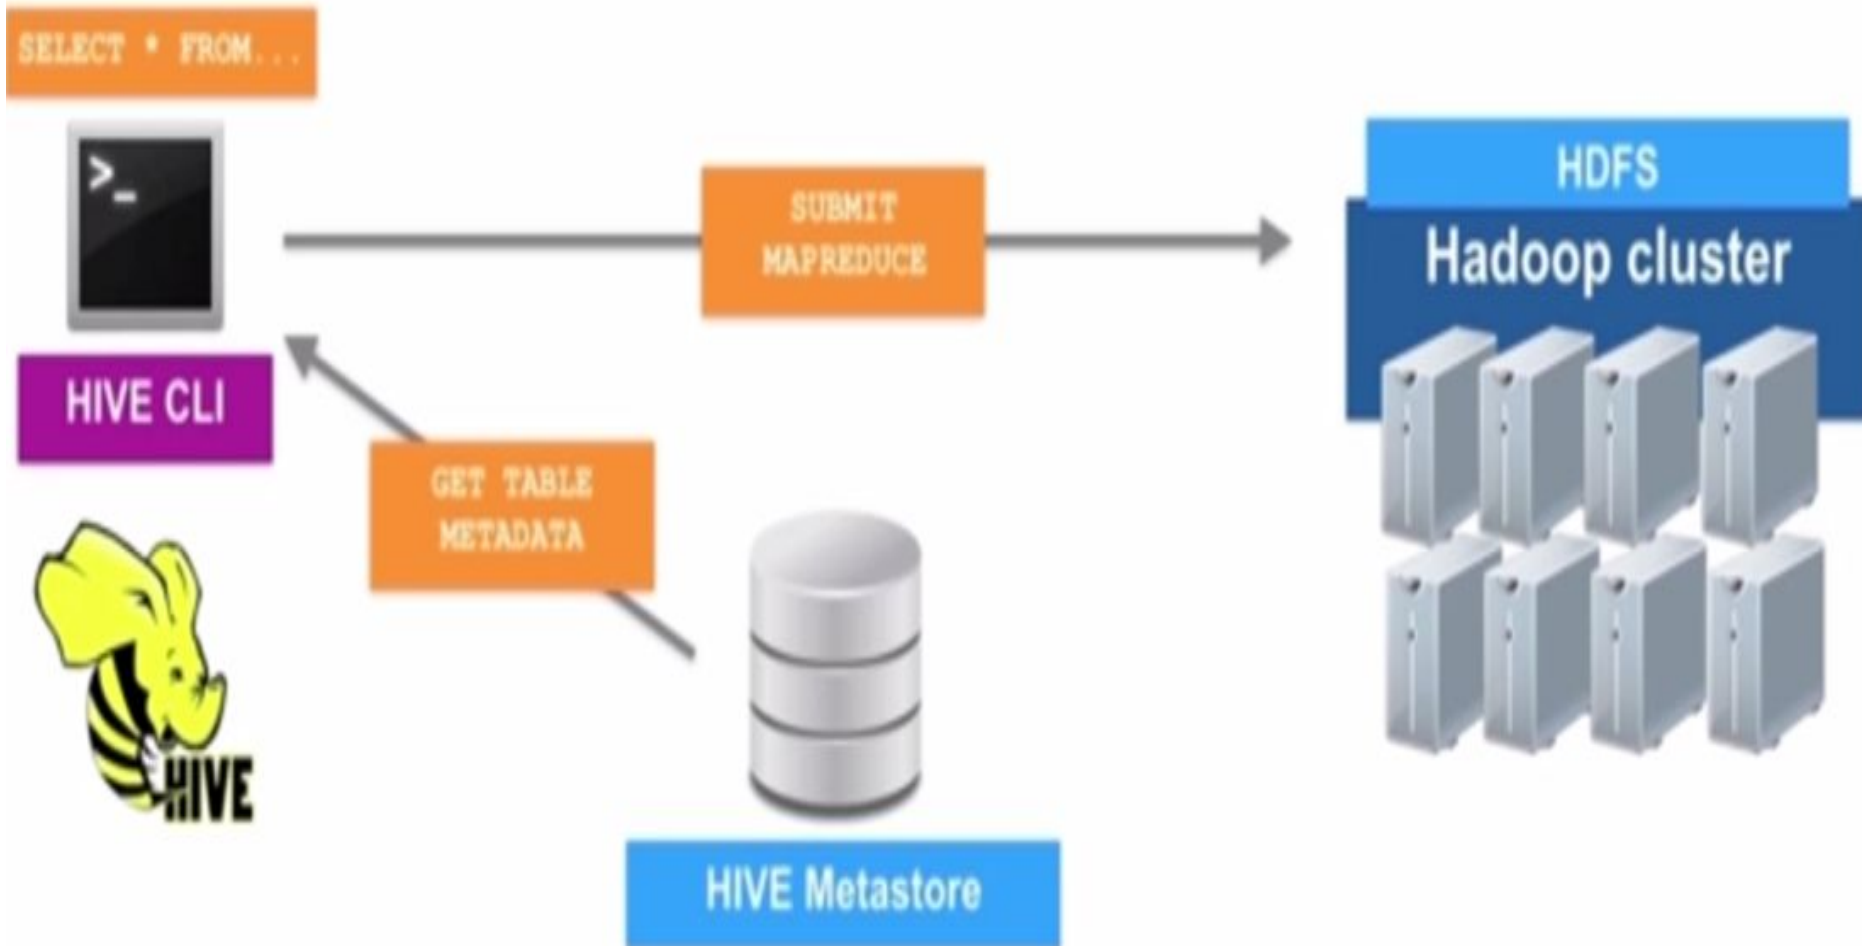 SELECT * FROM...
>_
HDFS
SUBMIT
MAPREDUCE
Hadoop cluster
HIVE CLI
GET TABLE
METADATA
HIVE
HIVE Metastore